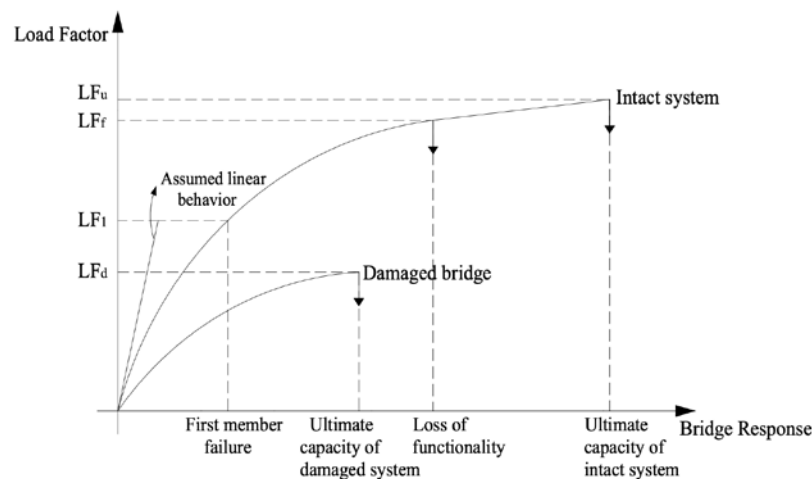 Load Factor
LFu
Intact system
LFf
Assumed linear
behavior
LF1
LFd
Damaged bridge
First member
failure
Ultimate
capacity of
damaged system
Loss of
functionality
Ultimate
capacity of
intact system
Bridge Response